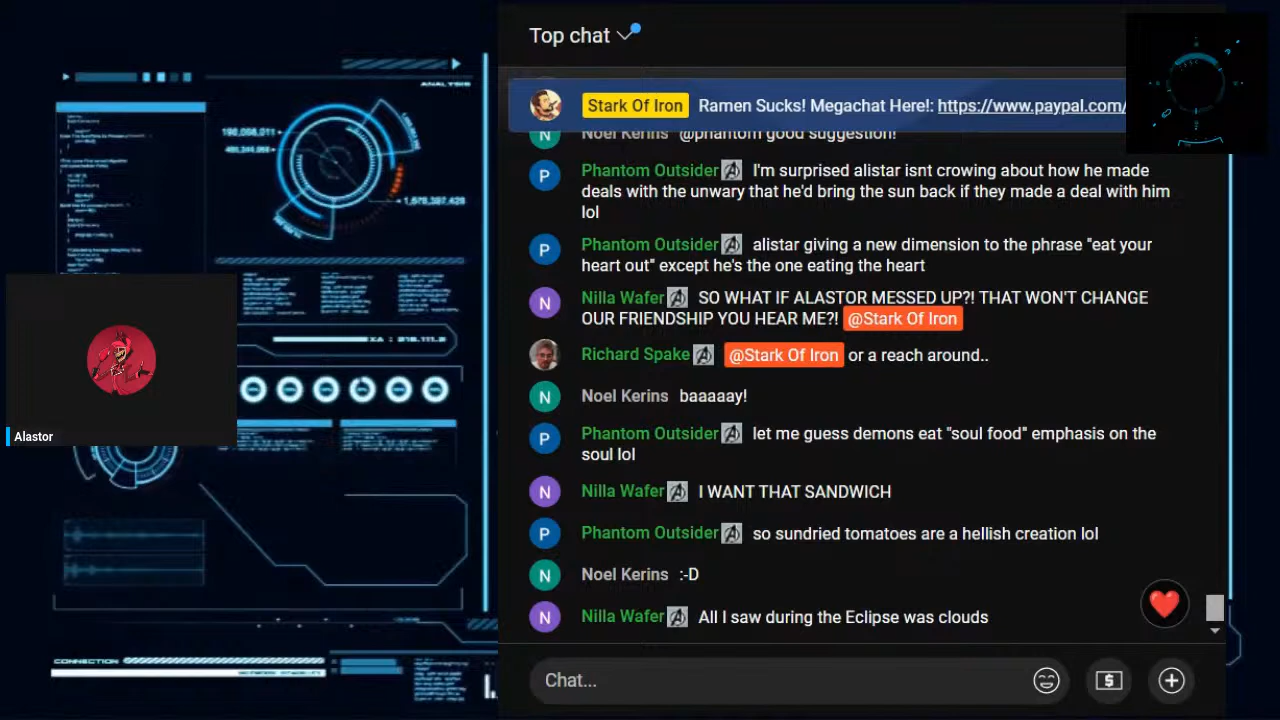 Top chat
ANALYSIS
Stark Of Iron Ramen Sucks! Megachat Here!: https://www.paypal.com/
Noel Kerins @phantom good suggestion!
Phantom Outsider I'm surprised alistar isnt crowing about how he made
deals with the unwary that he'd bring the sun back if they made a deal with him
lol
Phantom Outsider alistar giving a new dimension to the phrase "eat your
heart out" except he's the one eating the heart
Nilla Wafer SO WHAT IF ALASTOR MESSED UP?! THAT WON'T CHANGE
OUR FRIENDSHIP YOU HEAR ME?! @Stark Of Iron
Richard Spake @Stark Of Iron or a reach around..
Noel Kerins baaaaay!
Alastor
Phantom Outsider let me guess demons eat "soul food" emphasis on the
soul lol
Nilla Wafer I WANT THAT SANDWICH
Phantom Outsider so sundried tomatoes are a hellish creation lol
Noel Kerins :-D
Nilla Wafer All I saw during the Eclipse was clouds
CONNECTION
Chat...